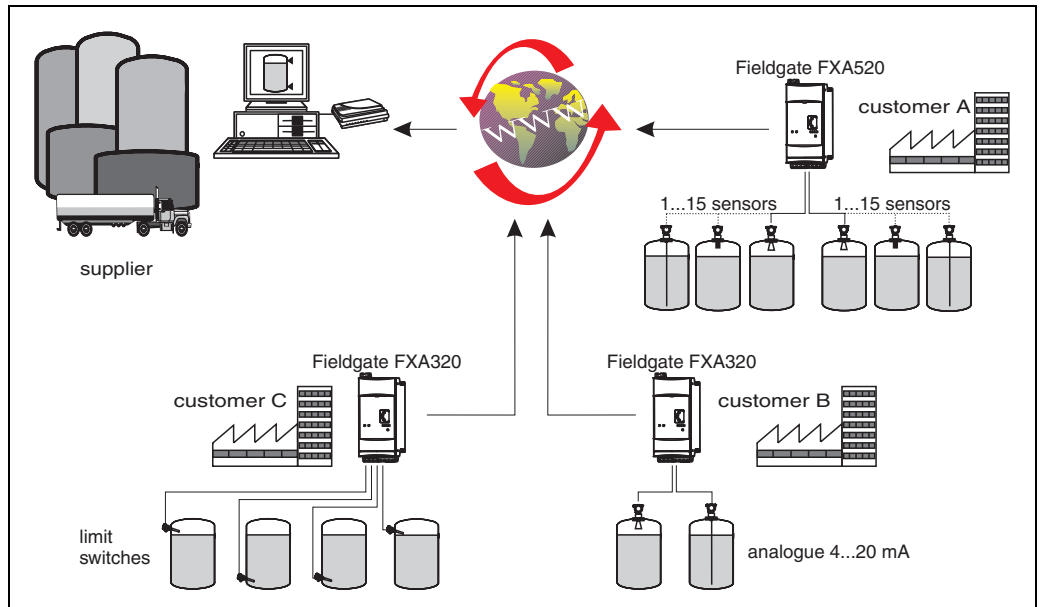 Fieldgate FXA520
customer A
WWW
1...15 sensors 1...15 sensors
supplier
Fieldgate FXA320 Fieldgate FXA320
customer C customer B
limit
switches
analogue 4...20 mA